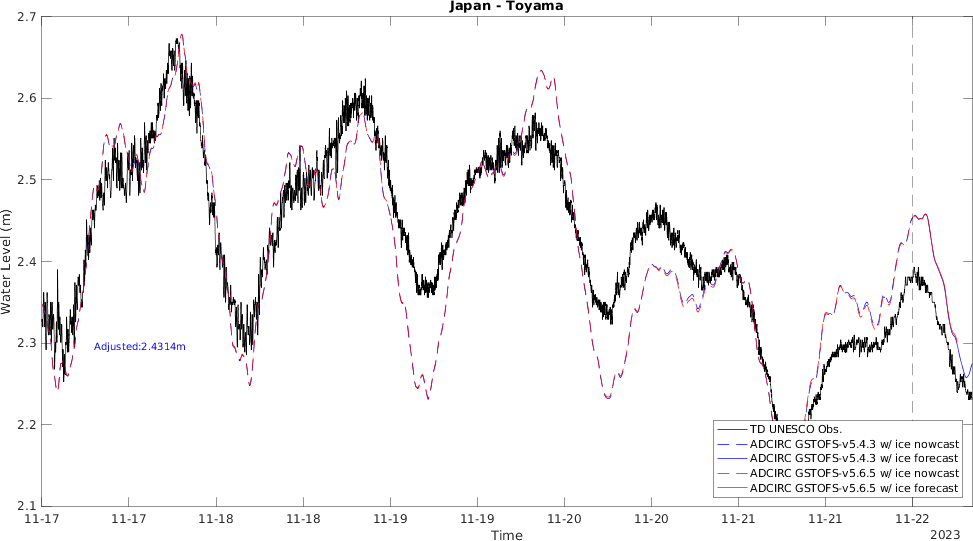 Japan - Toyama
2.7
2.6
2.5
2.4
2.3
2.2
2.1
Water Level (m)
Adjusted:2.4314m
TD UNESCO Obs.
ADCIRC GSTOFS-v5.4.3 w/ ice nowcast
ADCIRC GSTOFS-v5.4.3 w/ ice forecast
ADCIRC GSTOFS-v5.6.5 w/ ice nowcast
ADCIRC GSTOFS-v5.6.5 w/ ice forecast
11-17 11-17 11-18 11-18 11-19 11-19 11-20 11-20 11-21 11-21 11-22
Time
2023